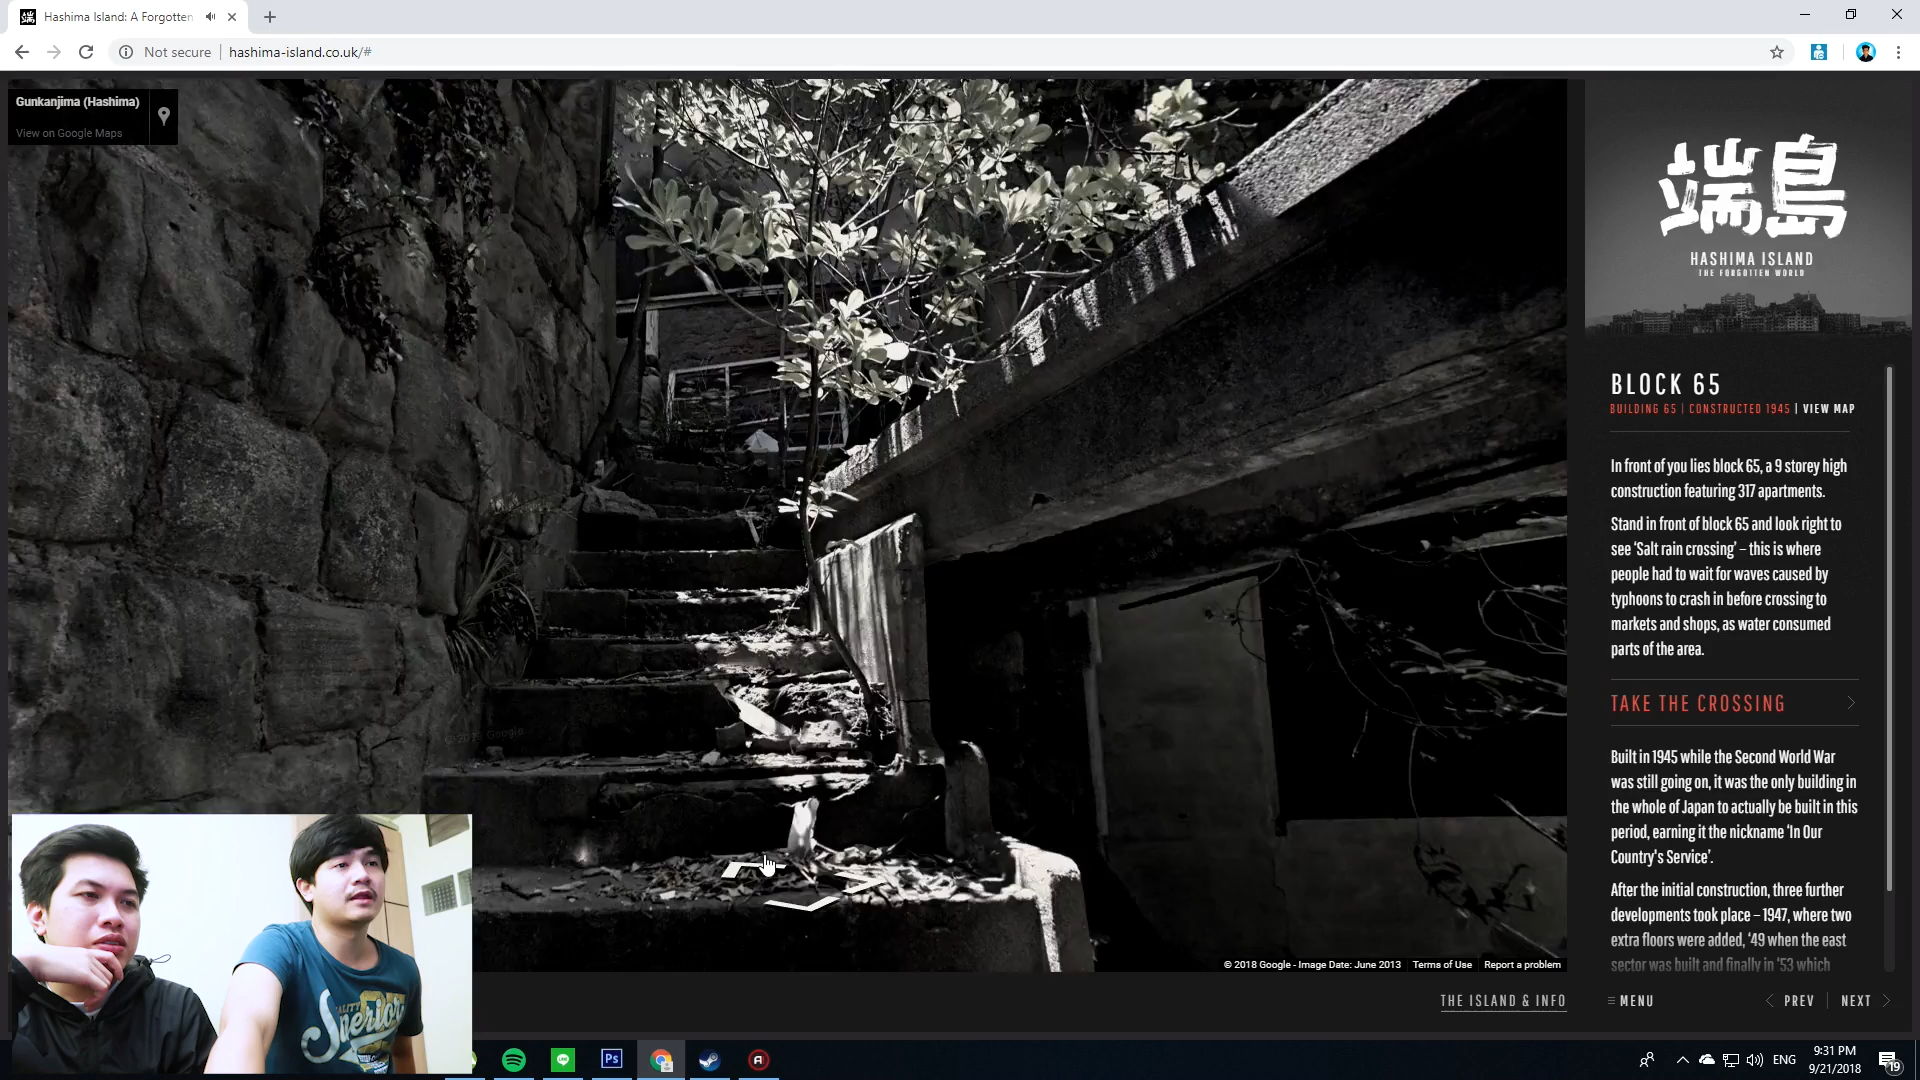 Hashima Island: A Forgotten
Not secure
hashima-island.co.uk/#
Gunkanjima (Hashima)
View on Google Maps
端島
HASHIMA ISLAND
THE FORGOTTEN WORLD
BLOCK 65
BUILDING 65 | CONSTRUCTED 1945 | VIEW MAP
In front of you lies block 65, a 9 storey high
construction featuring 317 apartments.
Stand in front of block 65 and look right to
see ‘Salt rain crossing’ – this is where
people had to wait for waves caused by
typhoons to crash in before crossing to
markets and shops, as water consumed
parts of the area.
TAKE THE CROSSING
Built in 1945 while the Second World War
was still going on, it was the only building in
the whole of Japan to actually be built in this
period, earning it the nickname ‘In Our
Country's Service’.
After the initial construction, three further
developments took place – 1947, where two
extra floors were added, ‘49 when the east
sector was built and finally in ‘53 which
© 2018 Google - Image Date: June 2013
Terms of Use
Report a problem
THE ISLAND & INFO
MENU
PREV
NEXT
Superior
Ps
LINE
ENG
9:31 PM
9/21/2018
19